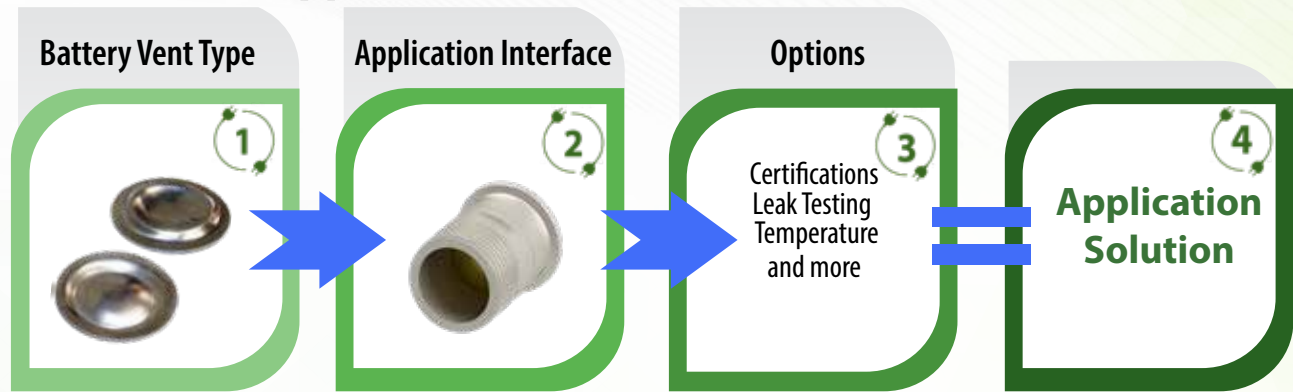 Battery Vent Type
1
Application Interface
2
Options
3
Certifications
Leak Testing
Temperature
and more
4
Application
Solution